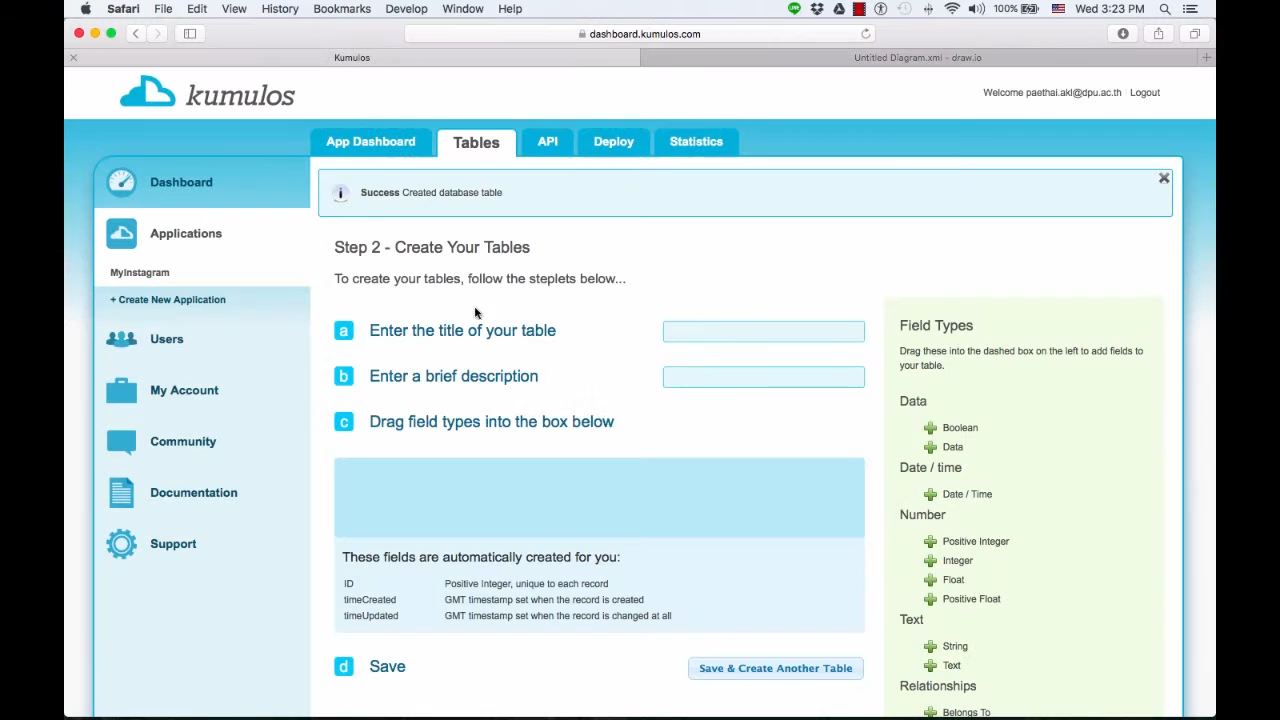 Safari File Edit View History Bookmarks Develop Window Help 100% Wed 3:23 PM
dashboard.kumulos.com
Kumulos Untitled Diagram.xml - draw.io
kumulos
Welcome paethai.akl@dpu.ac.th Logout
App Dashboard Tables API Deploy Statistics
Dashboard
Applications
MyInstagram
+ Create New Application
Users
My Account
Community
Documentation
Support
i Success Created database table
Step 2 - Create Your Tables
To create your tables, follow the steplets below...
a Enter the title of your table
b Enter a brief description
c Drag field types into the box below
These fields are automatically created for you:
ID Positive Integer, unique to each record
timeCreated GMT timestamp set when the record is created
timeUpdated GMT timestamp set when the record is changed at all
d Save Save & Create Another Table
Field Types
Drag these into the dashed box on the left to add fields to
your table.
Data
Boolean
Data
Date / time
Date / Time
Number
Positive Integer
Integer
Float
Positive Float
Text
String
Text
Relationships
Belongs To